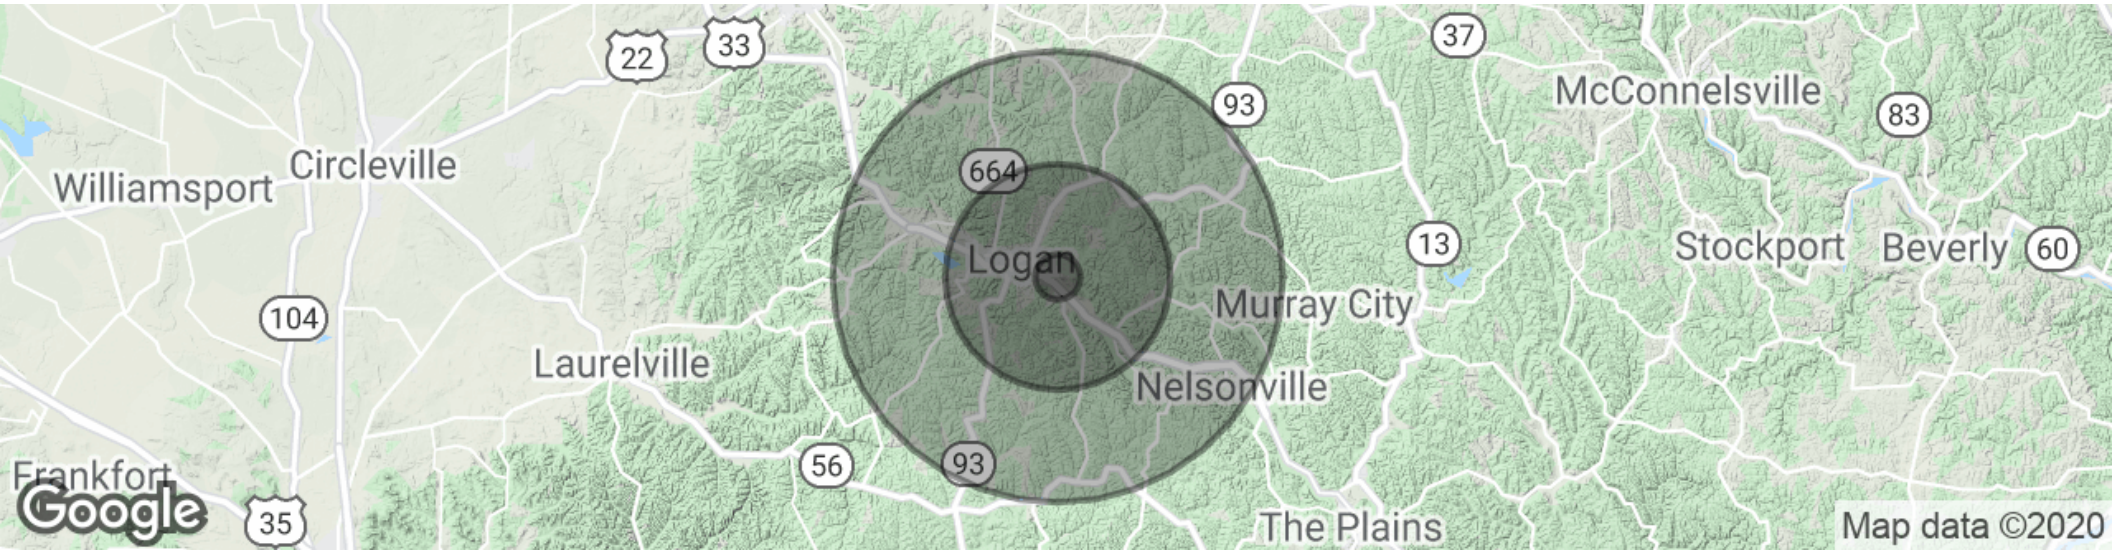 37
33
22
McConnelsville
93
83
Circleville
664
Williamsport
13
Stockport
Beverly
60
Logan
Murray City
104
Laurelville
Nelsonville
56
93
Frankfort
Google
35
The Plains
Map data ©2020